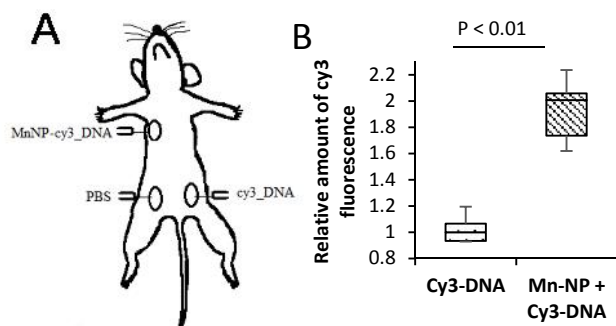 A
MnNP-cy3_DNA
PBS
cy3_DNA
B
P < 0.01
Relative amount of cy3
fluorescence
2.2
2
1.8
1.6
1.4
1.2
1
0.8
Cy3-DNA
Mn-NP +
Cy3-DNA